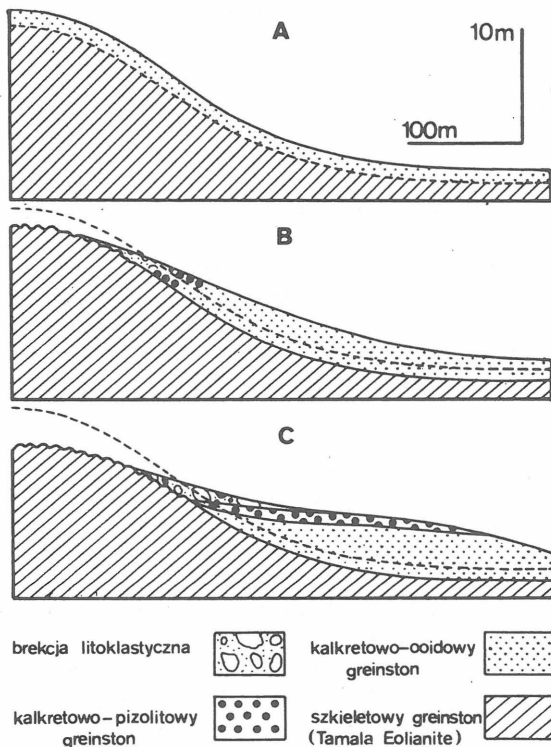 A
10m
100m
B
C
brekcja litoklastyczna
kalkretowo-ooidowy
greinston
kalkretowo-pizolitowy
greinston
szkieletowy greinston
(Tamala Eolianite)